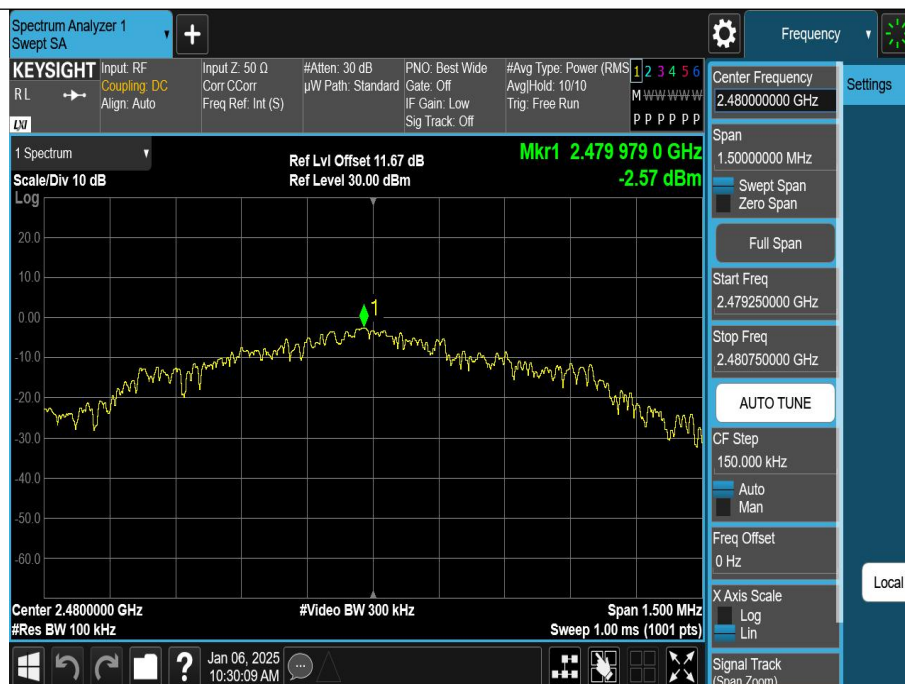 Spectrum Analyzer 1
Swept SA
Frequency
KEYSIGHT
R L
LXI
Input: RF
Coupling: DC
Align: Auto
Input Z: 50 Ω
Corr CCorr
Freq Ref: Int (S)
#Atten: 30 dB
µW Path: Standard
PNO: Best Wide
Gate: Off
IF Gain: Low
Sig Track: Off
#Avg Type: Power (RMS
Avg|Hold: 10/10
Trig: Free Run
1 2 3 4 5 6
M W W W W W
P P P P P P
1 Spectrum
Scale/Div 10 dB
Log
Ref Lvl Offset 11.67 dB
Ref Level 30.00 dBm
Mkr1 2.479 979 0 GHz
-2.57 dBm
20.0
10.0
0.00
1
-10.0
-20.0
-30.0
-40.0
-50.0
-60.0
Center 2.4800000 GHz
#Res BW 100 kHz
#Video BW 300 kHz
Span 1.500 MHz
Sweep 1.00 ms (1001 pts)
?
Jan 06, 2025
10:30:09 AM
Center Frequency
2.480000000 GHz
Span
1.50000000 MHz
Swept Span
Zero Span
Full Span
Start Freq
2.479250000 GHz
Stop Freq
2.480750000 GHz
AUTO TUNE
CF Step
150.000 kHz
Auto
Man
Freq Offset
0 Hz
X Axis Scale
Log
Lin
Signal Track
(Span Zoom)
Settings
Local